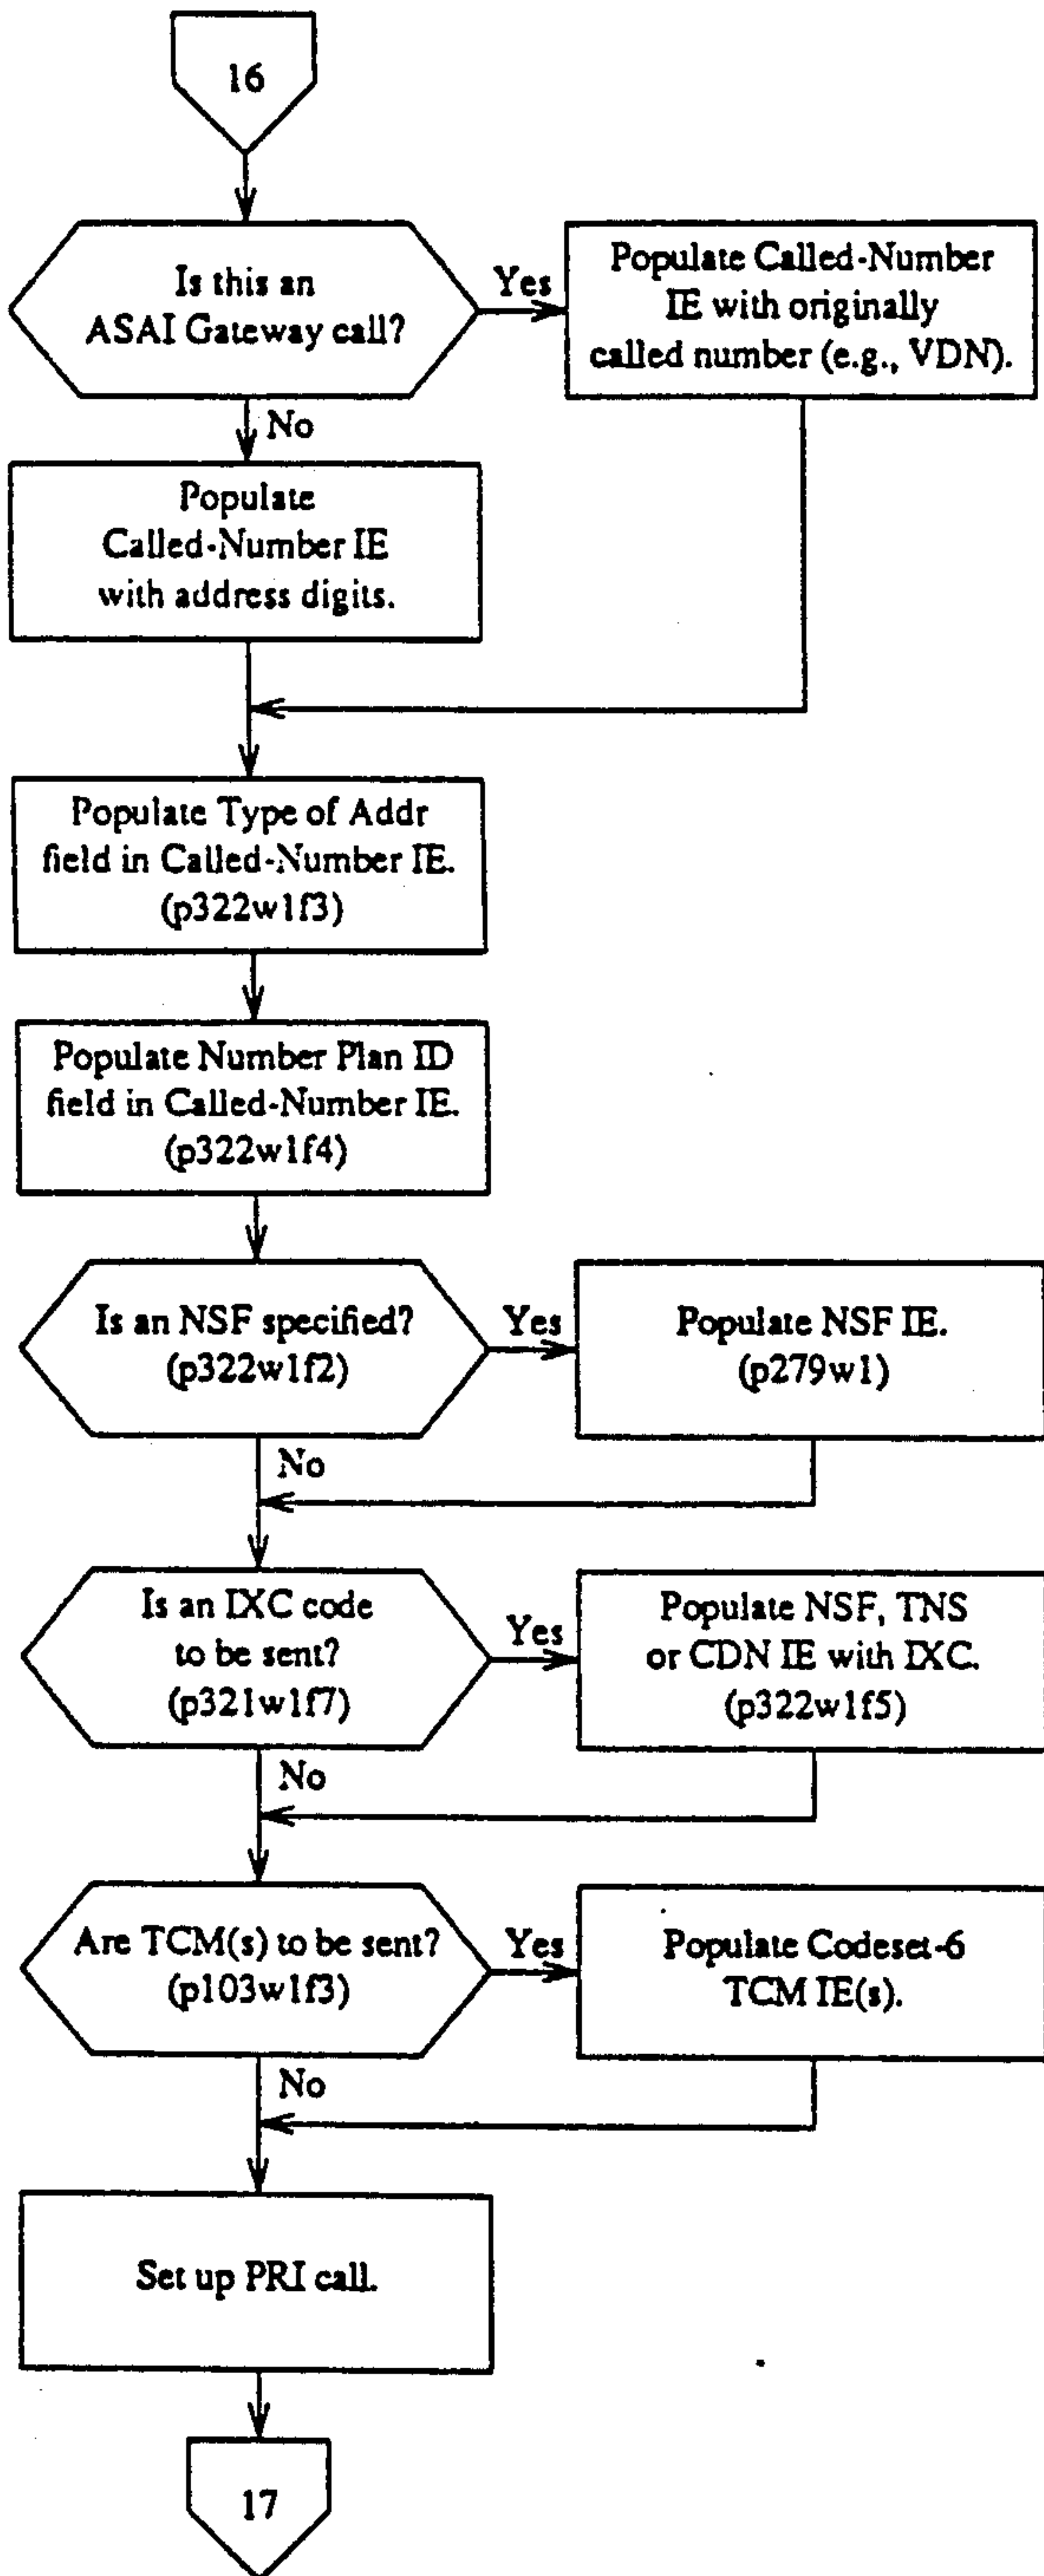 16
Is this an
ASAI Gateway call?
Yes
Populate Called-Number
IE with originally
called number (e.g., VDN).
No
Populate
Called-Number IE
with address digits.
Populate Type of Addr
field in Called-Number IE.
(p322w1f3)
Populate Number Plan ID
field in Called-Number IE.
(p322w1f4)
Is an NSF specified?
(p322w1f2)
Yes
Populate NSF IE.
(p279w1)
No
Is an IXC code
to be sent?
(p321w1f7)
Yes
Populate NSF, TNS
or CDN IE with IXC.
(p322w1f5)
No
Are TCM(s) to be sent?
(p103w1f3)
Yes
Populate Codeset-6
TCM IE(s).
No
Set up PRI call.
17